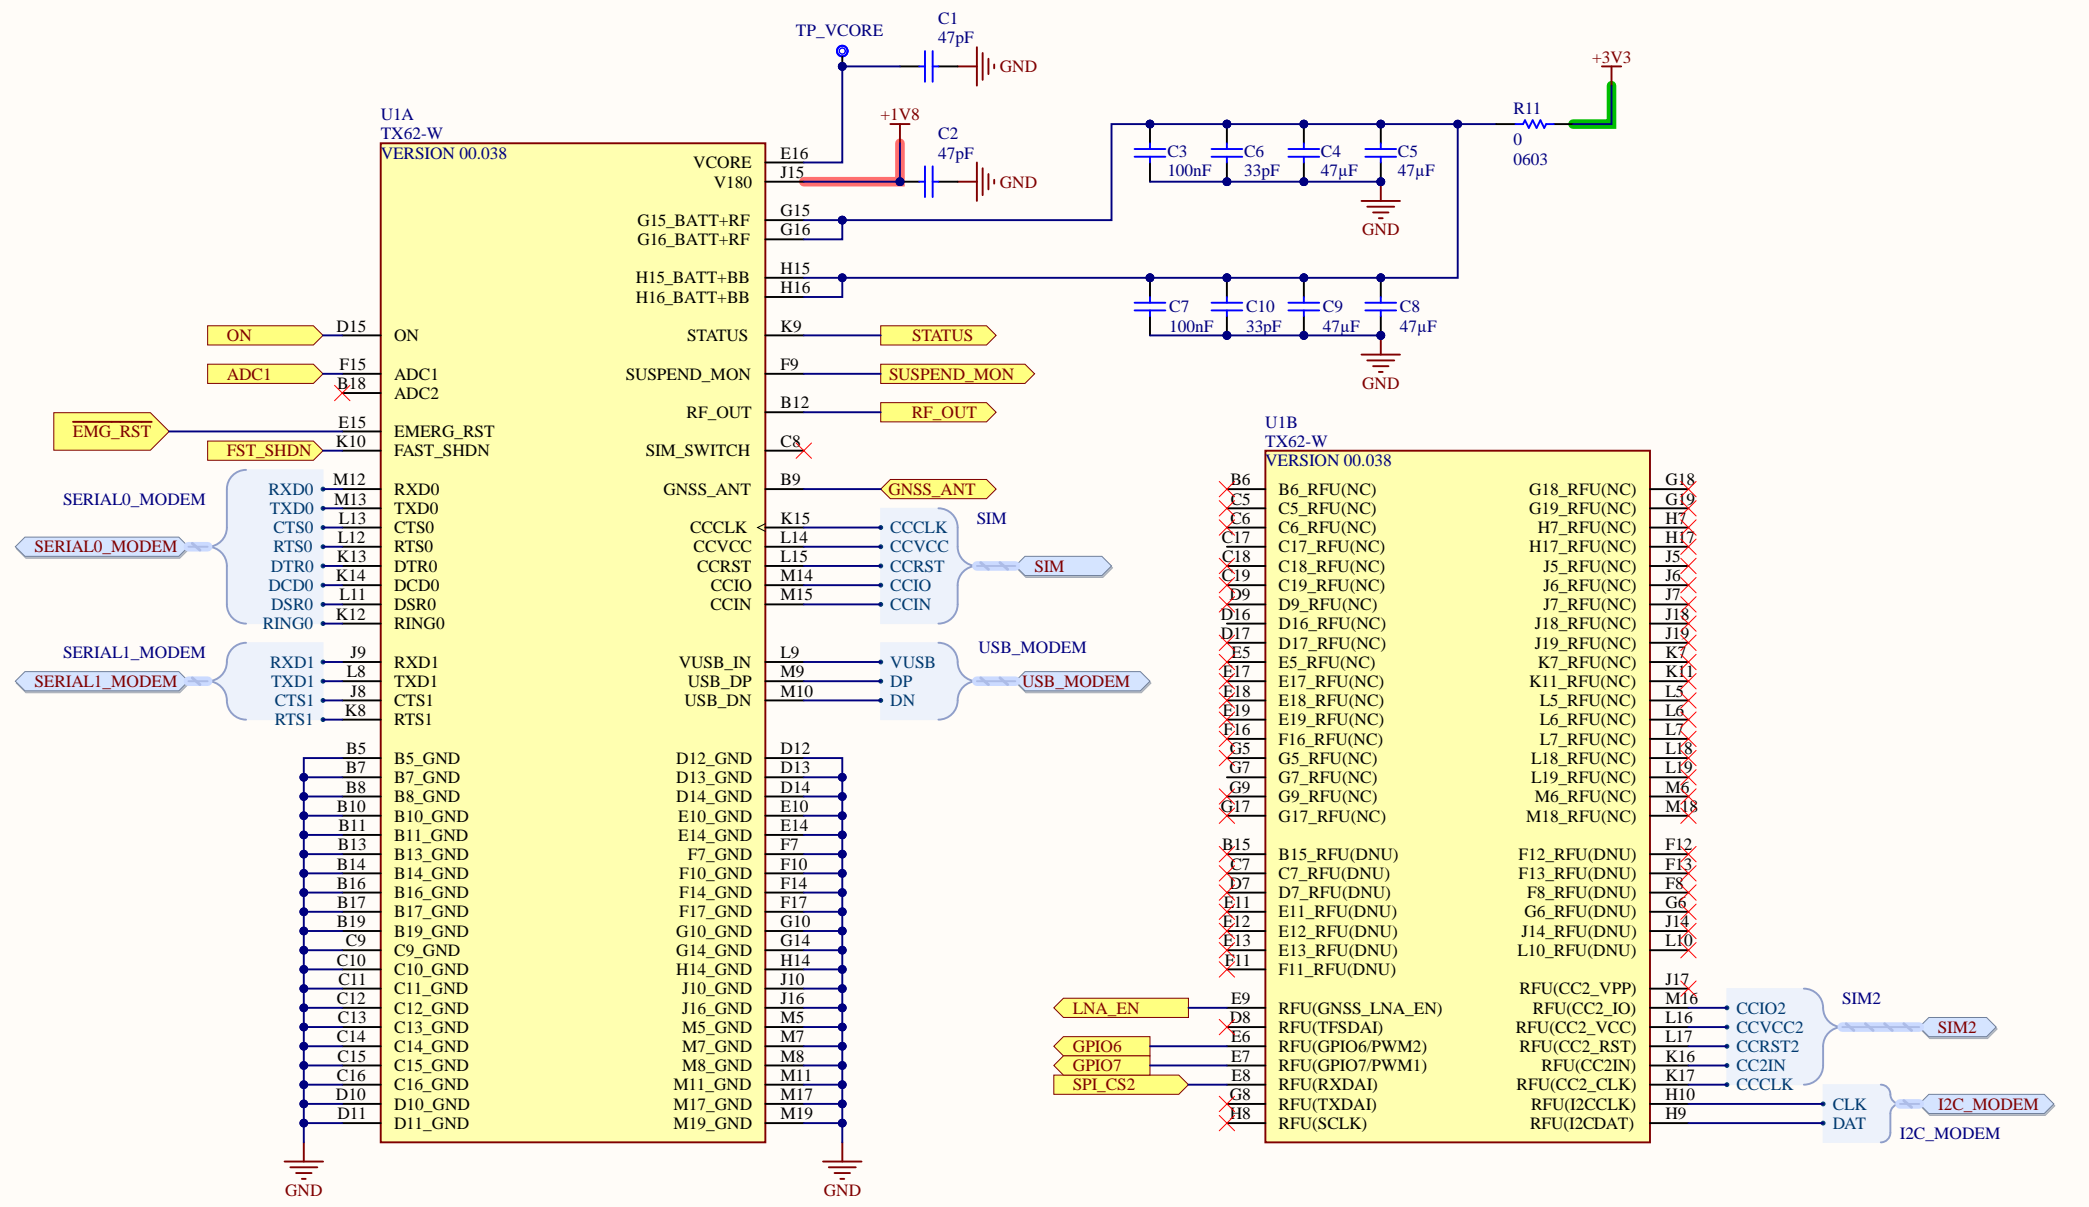 TP_VCORE
C1
47pF
GND
+1V8
C2
47pF
GND
+3V3
R11
0
0603
C3
100nF
C6
33pF
C4
47µF
C5
47µF
GND
C7
100nF
C10
33pF
C9
47µF
C8
47µF
GND
U1A
TX62-W
VERSION 00.038
VCORE E16
V180 J15
G15_BATT+RF G15
G16_BATT+RF G16
H15_BATT+BB H15
H16_BATT+BB H16
ON D15 ON
STATUS K9 STATUS
ADC1 F15 ADC1
B18 ADC2
SUSPEND_MON F9 SUSPEND_MON
RF_OUT B12 RF_OUT
EMG_RST E15 EMERG_RST
FST_SHDN K10 FAST_SHDN
SIM_SWITCH C8
SERIAL0_MODEM
SERIAL0_MODEM
RXD0 M12 RXD0
TXD0 M13 TXD0
CTS0 L13 CTS0
RTS0 L12 RTS0
DTR0 K13 DTR0
DCD0 K14 DCD0
DSR0 L11 DSR0
RING0 K12 RING0
GNSS_ANT B9 GNSS_ANT
SIM
CCCLK K15 CCCLK
CCVCC L14 CCVCC
CCRST L15 CCRST
CCIO M14 CCIO
CCIN M15 CCIN
SIM
SERIAL1_MODEM
SERIAL1_MODEM
RXD1 J9 RXD1
TXD1 L8 TXD1
CTS1 J8 CTS1
RTS1 K8 RTS1
USB_MODEM
VUSB_IN L9 VUSB
USB_DP M9 DP
USB_DN M10 DN
USB_MODEM
B5 B5_GND D12_GND D12
B7 B7_GND D13_GND D13
B8 B8_GND D14_GND D14
B10 B10_GND E10_GND E10
B11 B11_GND E14_GND E14
B13 B13_GND F7_GND F7
B14 B14_GND F10_GND F10
B16 B16_GND F14_GND F14
B17 B17_GND F17_GND F17
B19 B19_GND G10_GND G10
C9 C9_GND G14_GND G14
C10 C10_GND H14_GND H14
C11 C11_GND J10_GND J10
C12 C12_GND J16_GND J16
C13 C13_GND M5_GND M5
C14 C14_GND M7_GND M7
C15 C15_GND M8_GND M8
C16 C16_GND M11_GND M11
D10 D10_GND M17_GND M17
D11 D11_GND M19_GND M19
GND
GND
U1B
TX62-W
VERSION 00.038
B6 B6_RFU(NC) G18_RFU(NC) G18
C5 C5_RFU(NC) G19_RFU(NC) G19
C6 C6_RFU(NC) H7_RFU(NC) H7
C17 C17_RFU(NC) H17_RFU(NC) H17
C18 C18_RFU(NC) J5_RFU(NC) J5
C19 C19_RFU(NC) J6_RFU(NC) J6
D9 D9_RFU(NC) J7_RFU(NC) J7
D16 D16_RFU(NC) J18_RFU(NC) J18
D17 D17_RFU(NC) J19_RFU(NC) J19
E5 E5_RFU(NC) K7_RFU(NC) K7
E17 E17_RFU(NC) K11_RFU(NC) K11
E18 E18_RFU(NC) L5_RFU(NC) L5
E19 E19_RFU(NC) L6_RFU(NC) L6
F16 F16_RFU(NC) L7_RFU(NC) L7
G5 G5_RFU(NC) L18_RFU(NC) L18
G7 G7_RFU(NC) L19_RFU(NC) L19
G9 G9_RFU(NC) M6_RFU(NC) M6
G17 G17_RFU(NC) M18_RFU(NC) M18
B15 B15_RFU(DNU) F12_RFU(DNU) F12
C7 C7_RFU(DNU) F13_RFU(DNU) F13
D7 D7_RFU(DNU) F8_RFU(DNU) F8
E11 E11_RFU(DNU) G6_RFU(DNU) G6
E12 E12_RFU(DNU) J14_RFU(DNU) J14
E13 E13_RFU(DNU) L10_RFU(DNU) L10
F11 F11_RFU(DNU)
RFU(CC2_VPP) J17
LNA_EN E9 RFU(GNSS_LNA_EN) RFU(CC2_IO) M16 CCIO2
D8 RFU(TFSDAI) RFU(CC2_VCC) L16 CCVCC2
GPIO6 E6 RFU(GPIO6/PWM2) RFU(CC2_RST) L17 CCRST2
GPIO7 E7 RFU(GPIO7/PWM1) RFU(CC2IN) K16 CC2IN
SPI_CS2 E8 RFU(RXDAI) RFU(CC2_CLK) K17 CCCLK
G8 RFU(TXDAI) RFU(I2CCLK) H10 CLK
H8 RFU(SCLK) RFU(I2CDAT) H9 DAT
SIM2
SIM2
I2C_MODEM
I2C_MODEM